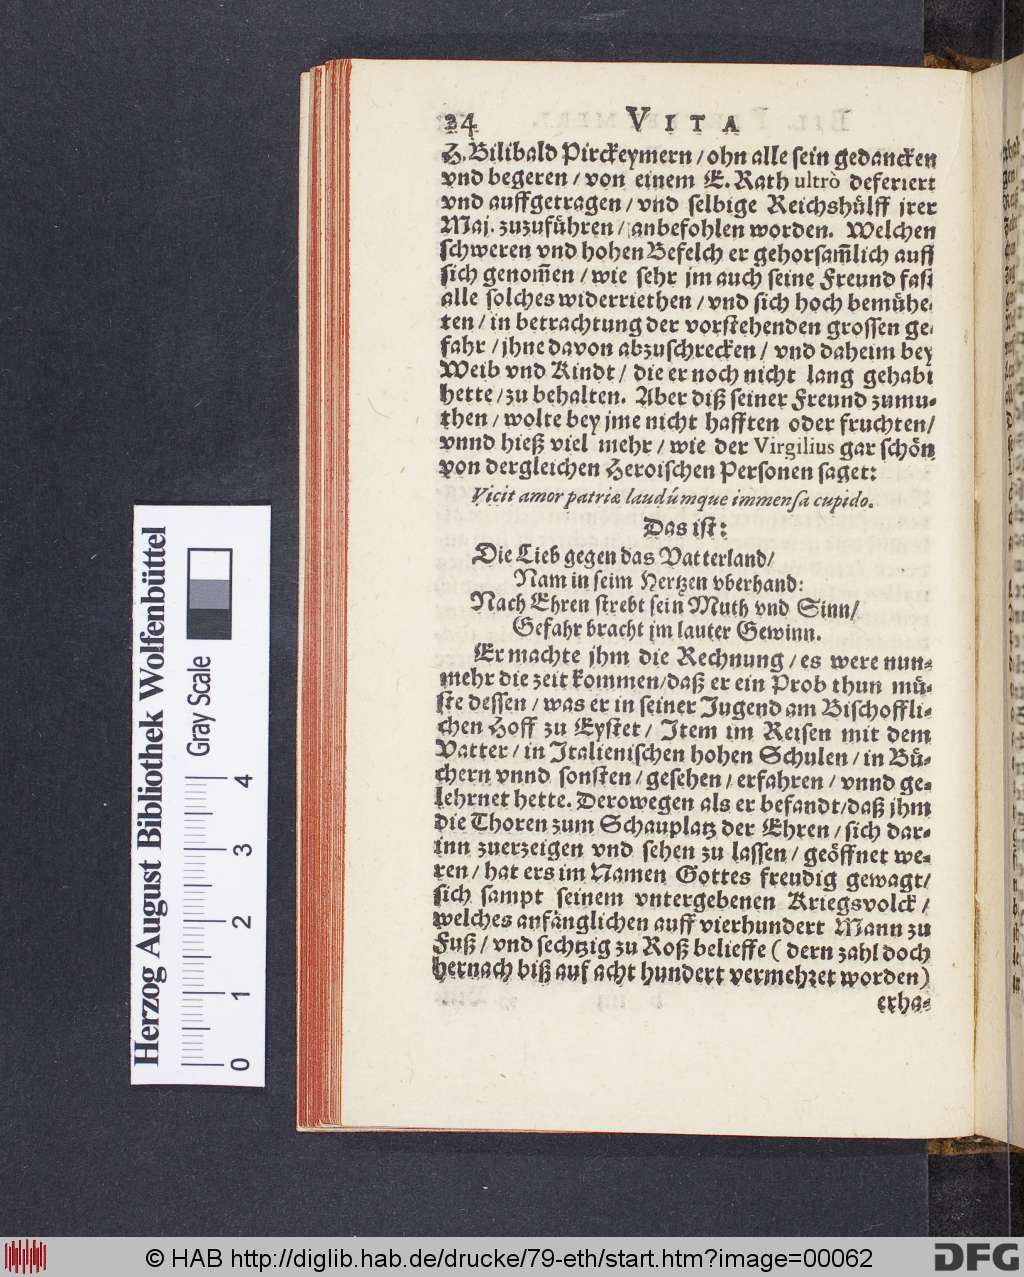 34 VITA
H. Bilibald Pirckeymern / ohn alle sein gedancken
vnd begeren / von einem E. Rath ultrò deferiert
vnd auffgetragen / vnd selbige Reichshülff jrer
Maj. zuzuführen / anbefohlen worden. Welchen
schweren vnd hohen Befelch er gehorsam̃lich auff
sich genom̃en / wie sehr jm auch seine Freund fast
alle solches widerriethen / vnd sich hoch bemühe-
ten / in betrachtung der vorstehenden grossen ge-
fahr / jhne davon abzuschrecken / vnd daheim bey
Weib vnd Kindt / die er noch nicht lang gehabt
hette / zu behalten. Aber diß seiner Freund zumu-
then / wolte bey jme nicht hafften oder fruchten /
vnnd hieß viel mehr / wie der Virgilius gar schön
von dergleichen Heroischen Personen saget:
Vicit amor patriæ laudúmque immensa cupido.
Das ist:
Die Lieb gegen das Vatterland /
Nam in seim Hertzen vberhand:
Nach Ehren strebt sein Muth vnd Sinn /
Gefahr bracht jm lauter Gewinn.
Er machte jhm die Rechnung / es were nun-
mehr die zeit kommen / daß er ein Prob thun mü-
ste dessen / was er in seiner Jugend am Bischoffli-
chen Hoff zu Eystet / Item im Reisen mit dem
Vatter / in Italienischen hohen Schulen / in Bü-
chern vnnd sonsten / gesehen / erfahren / vnnd ge-
lehrnet hette. Derowegen als er befandt / daß jhm
die Thoren zum Schauplatz der Ehren / sich dar-
inn zuerzeigen vnd sehen zu lassen / geöffnet we-
ren / hat ers im Namen Gottes freudig gewagt /
sich sampt seinem vntergebenen Kriegsvolck /
welches anfänglichen auff vierhundert Mann zu
Fuß / vnd sechtzig zu Roß belieffe ( dern zahl doch
hernach biß auf acht hundert vermehret worden )
erha-
Herzog August Bibliothek Wolfenbüttel
Gray Scale
0 1 2 3 4
© HAB http://diglib.hab.de/drucke/79-eth/start.htm?image=00062
DFG